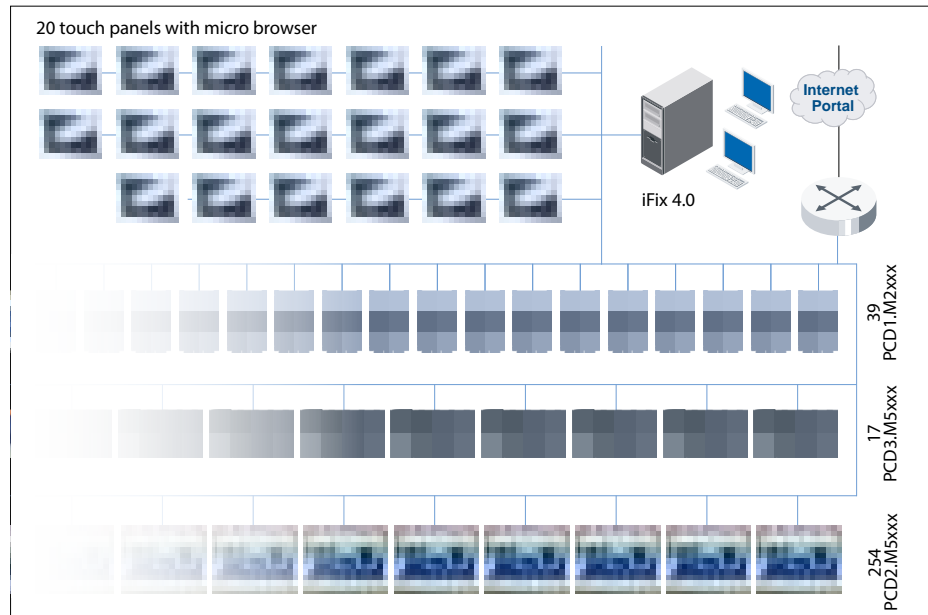 20 touch panels with micro browser
Internet
Portal
iFix 4.0
39
PCD1.M2xxx
17
PCD3.M5xxx
254
PCD2.M5xxx